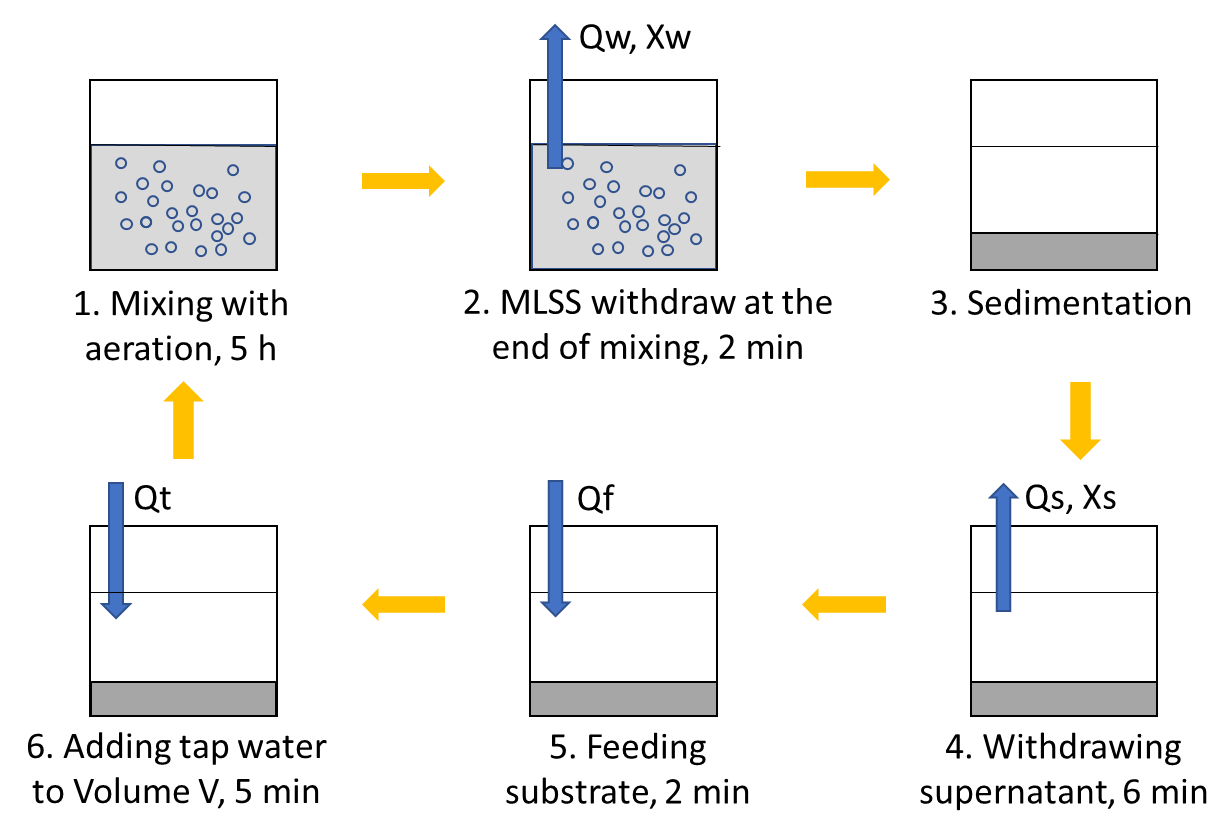 Qw, Xw
1. Mixing with
aeration, 5 h
2. MLSS withdraw at the
end of mixing, 2 min
3. Sedimentation
Qt
Qf
Qs, Xs
6. Adding tap water
to Volume V, 5 min
5. Feeding
substrate, 2 min
4. Withdrawing
supernatant, 6 min